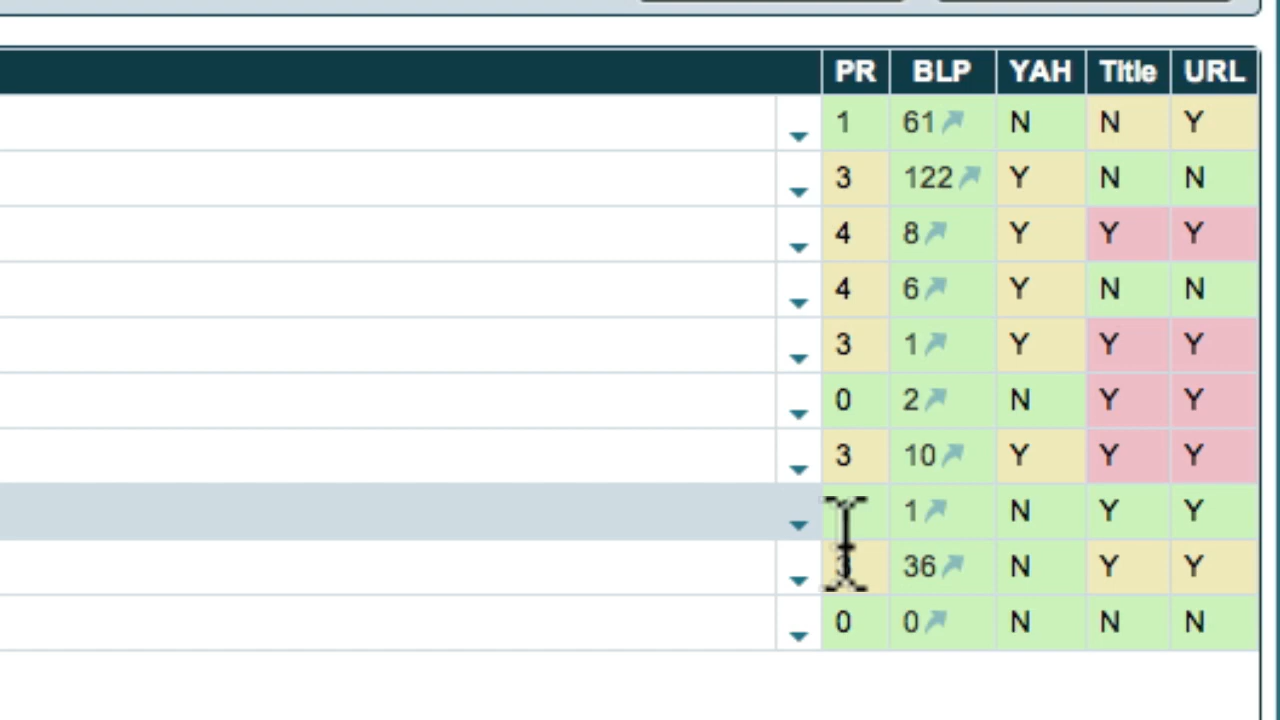 PR BLP YAH Title URL
1 61 N N Y
3 122 Y N N
4 8 Y Y Y
4 6 Y N N
3 1 Y Y Y
0 2 N Y Y
3 10 Y Y Y
1 N Y Y
3 36 N Y Y
0 0 N N N